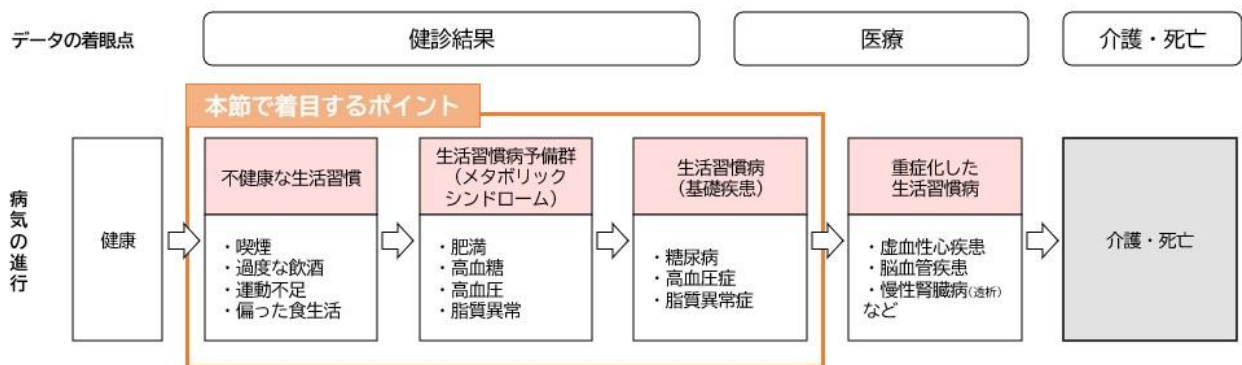 データの着眼点
健診結果
医療
介護・死亡
本節で着目するポイント
病気の進行
健康
不健康な生活習慣
・喫煙
・過度な飲酒
・運動不足
・偏った食生活
生活習慣病予備群
(メタボリック
シンドローム)
・肥満
・高血糖
・高血圧
・脂質異常
生活習慣病
(基礎疾患)
・糖尿病
・高血圧症
・脂質異常症
重症化した
生活習慣病
・虚血性心疾患
・脳血管疾患
・慢性腎臓病(透析)
など
介護・死亡